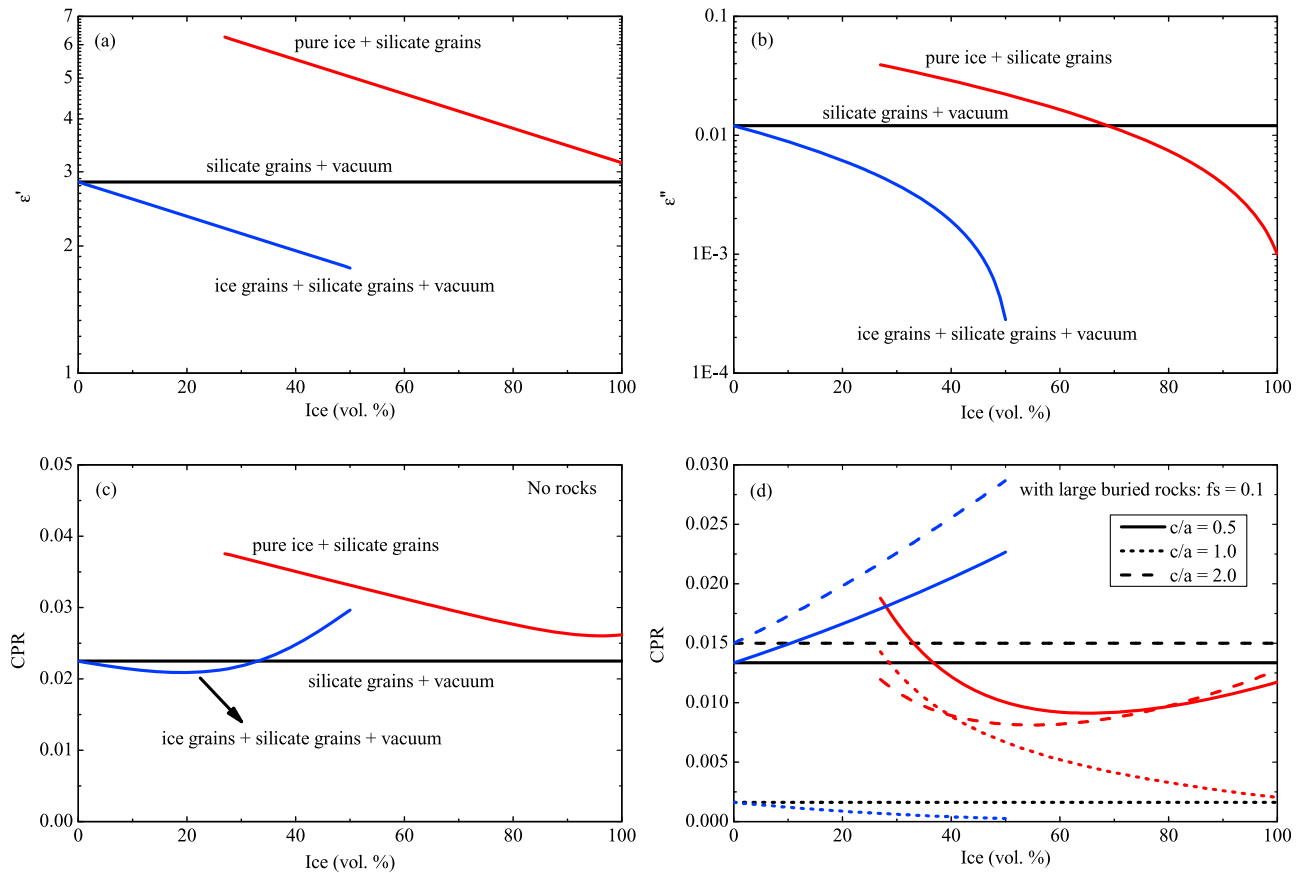 (a)
pure ice + silicate grains
silicate grains + vacuum
ice grains + silicate grains + vacuum
7
6
5
4
3
2
1
ε'
0 20 40 60 80 100
Ice (vol. %)
(b)
pure ice + silicate grains
silicate grains + vacuum
ice grains + silicate grains + vacuum
0.1
0.01
1E-3
1E-4
ε"
0 20 40 60 80 100
Ice (vol. %)
(c)
No rocks
pure ice + silicate grains
silicate grains + vacuum
ice grains + silicate grains + vacuum
0.05
0.04
0.03
0.02
0.01
0.00
CPR
0 20 40 60 80 100
Ice (vol. %)
(d)
with large buried rocks: fs = 0.1
c/a = 0.5
c/a = 1.0
c/a = 2.0
0.030
0.025
0.020
0.015
0.010
0.005
0.000
CPR
0 20 40 60 80 100
Ice (vol. %)